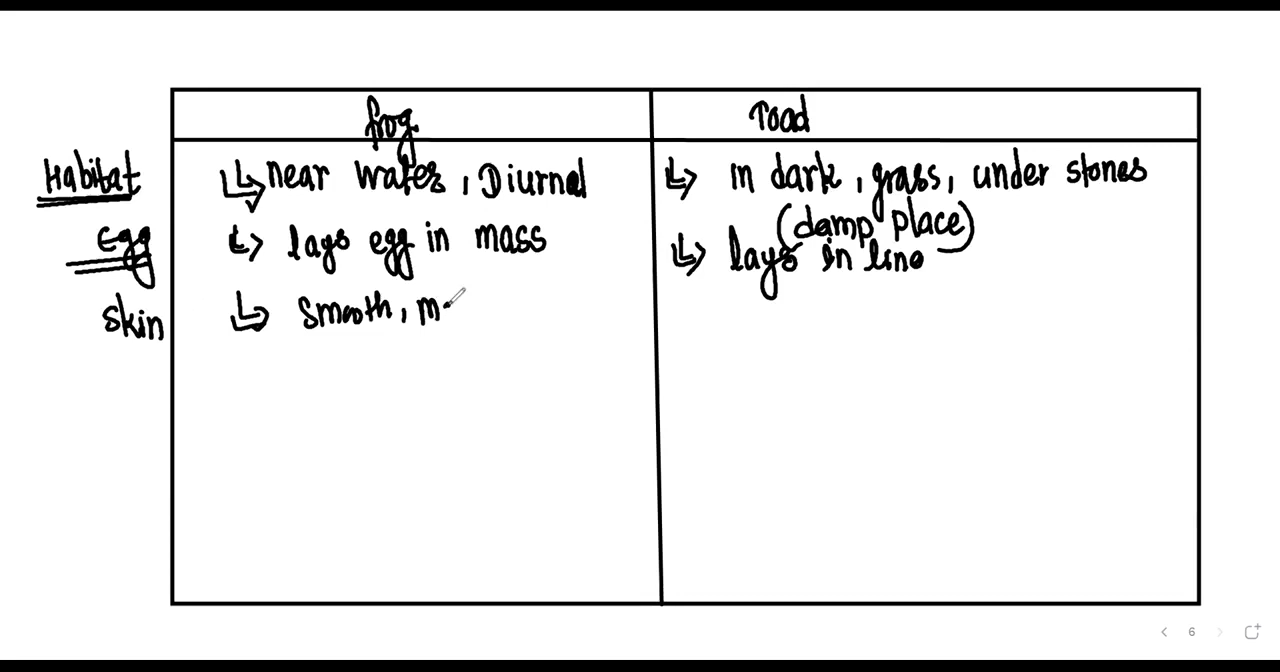 frog Toad
Habitat near water, Diurnal in dark, grass, under stones
(damp place)
Egg lays egg in mass lays in line
skin smooth, m
6